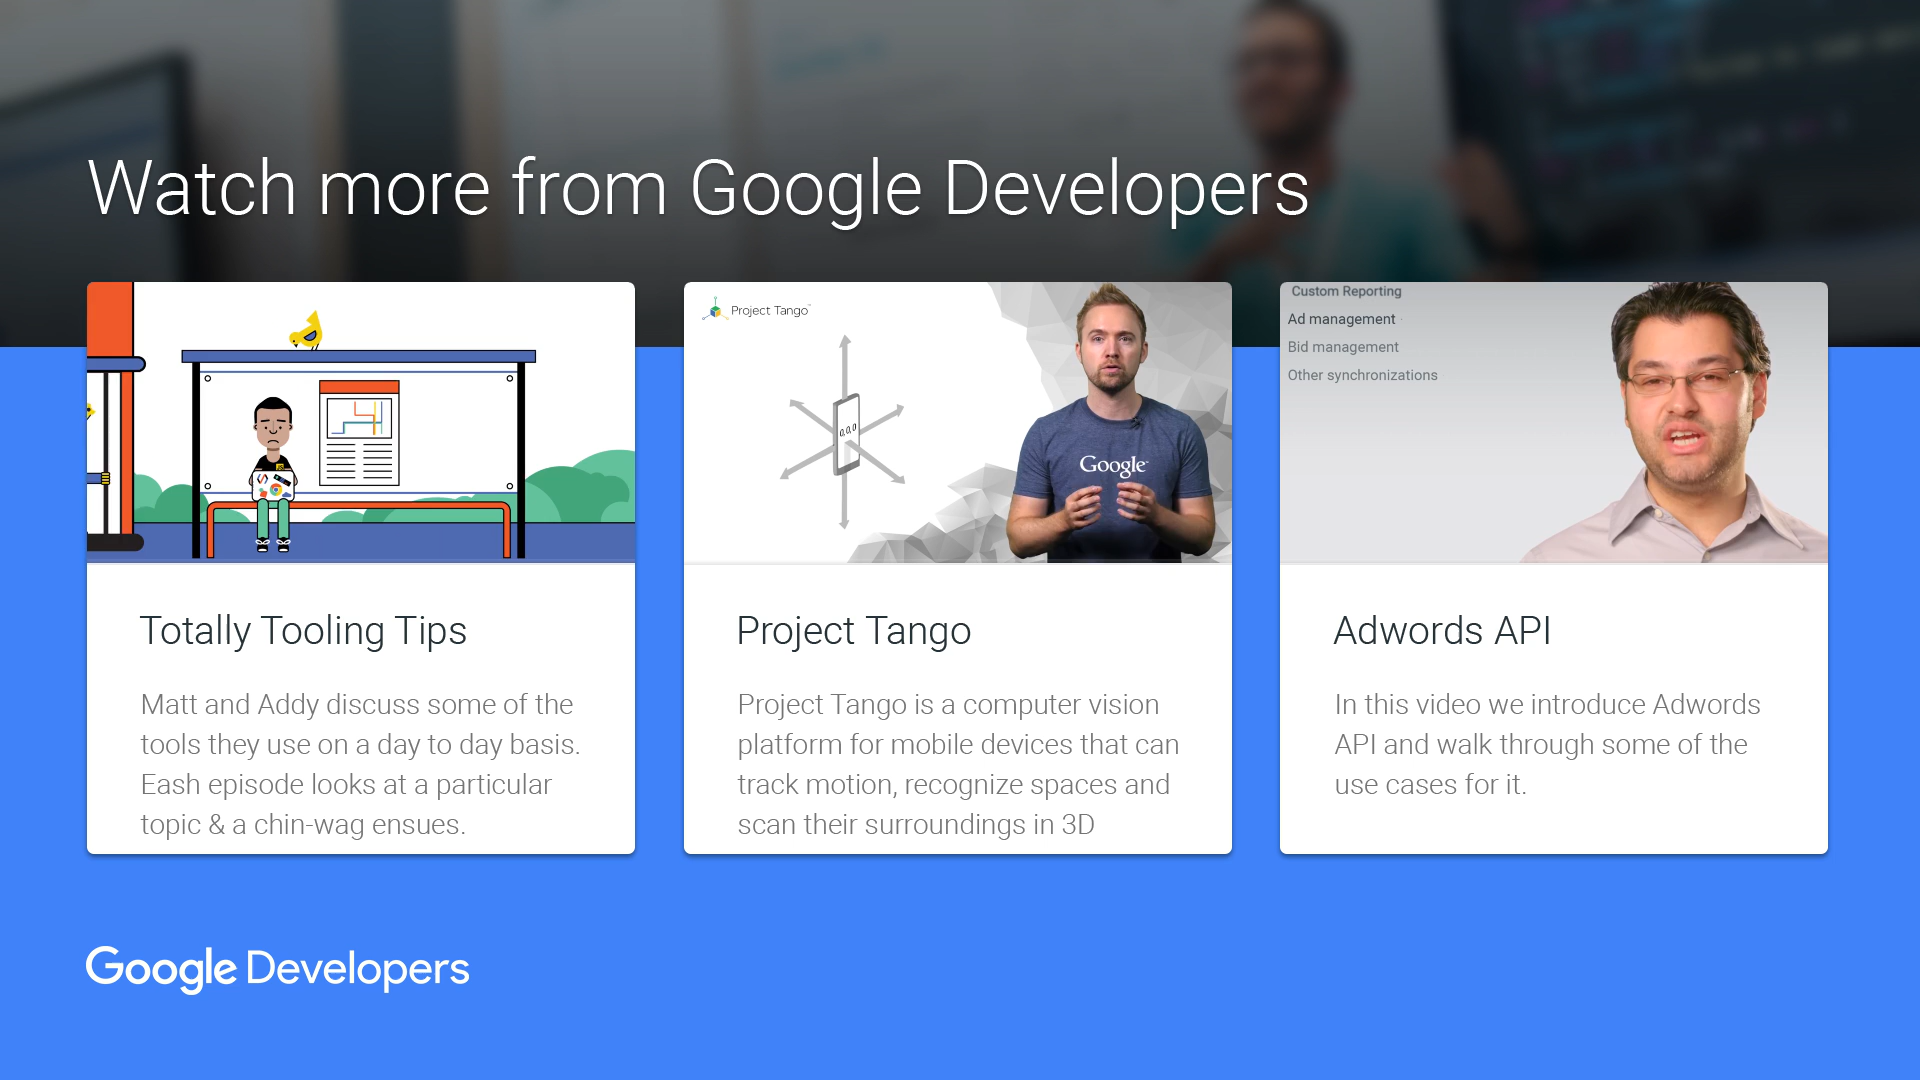 Watch more from Google Developers
Project Tango
0,0,0
Google
Custom Reporting
Ad management
Bid management
Other synchronizations
Totally Tooling Tips
Matt and Addy discuss some of the
tools they use on a day to day basis.
Eash episode looks at a particular
topic & a chin-wag ensues.
Project Tango
Project Tango is a computer vision
platform for mobile devices that can
track motion, recognize spaces and
scan their surroundings in 3D
Adwords API
In this video we introduce Adwords
API and walk through some of the
use cases for it.
Google Developers